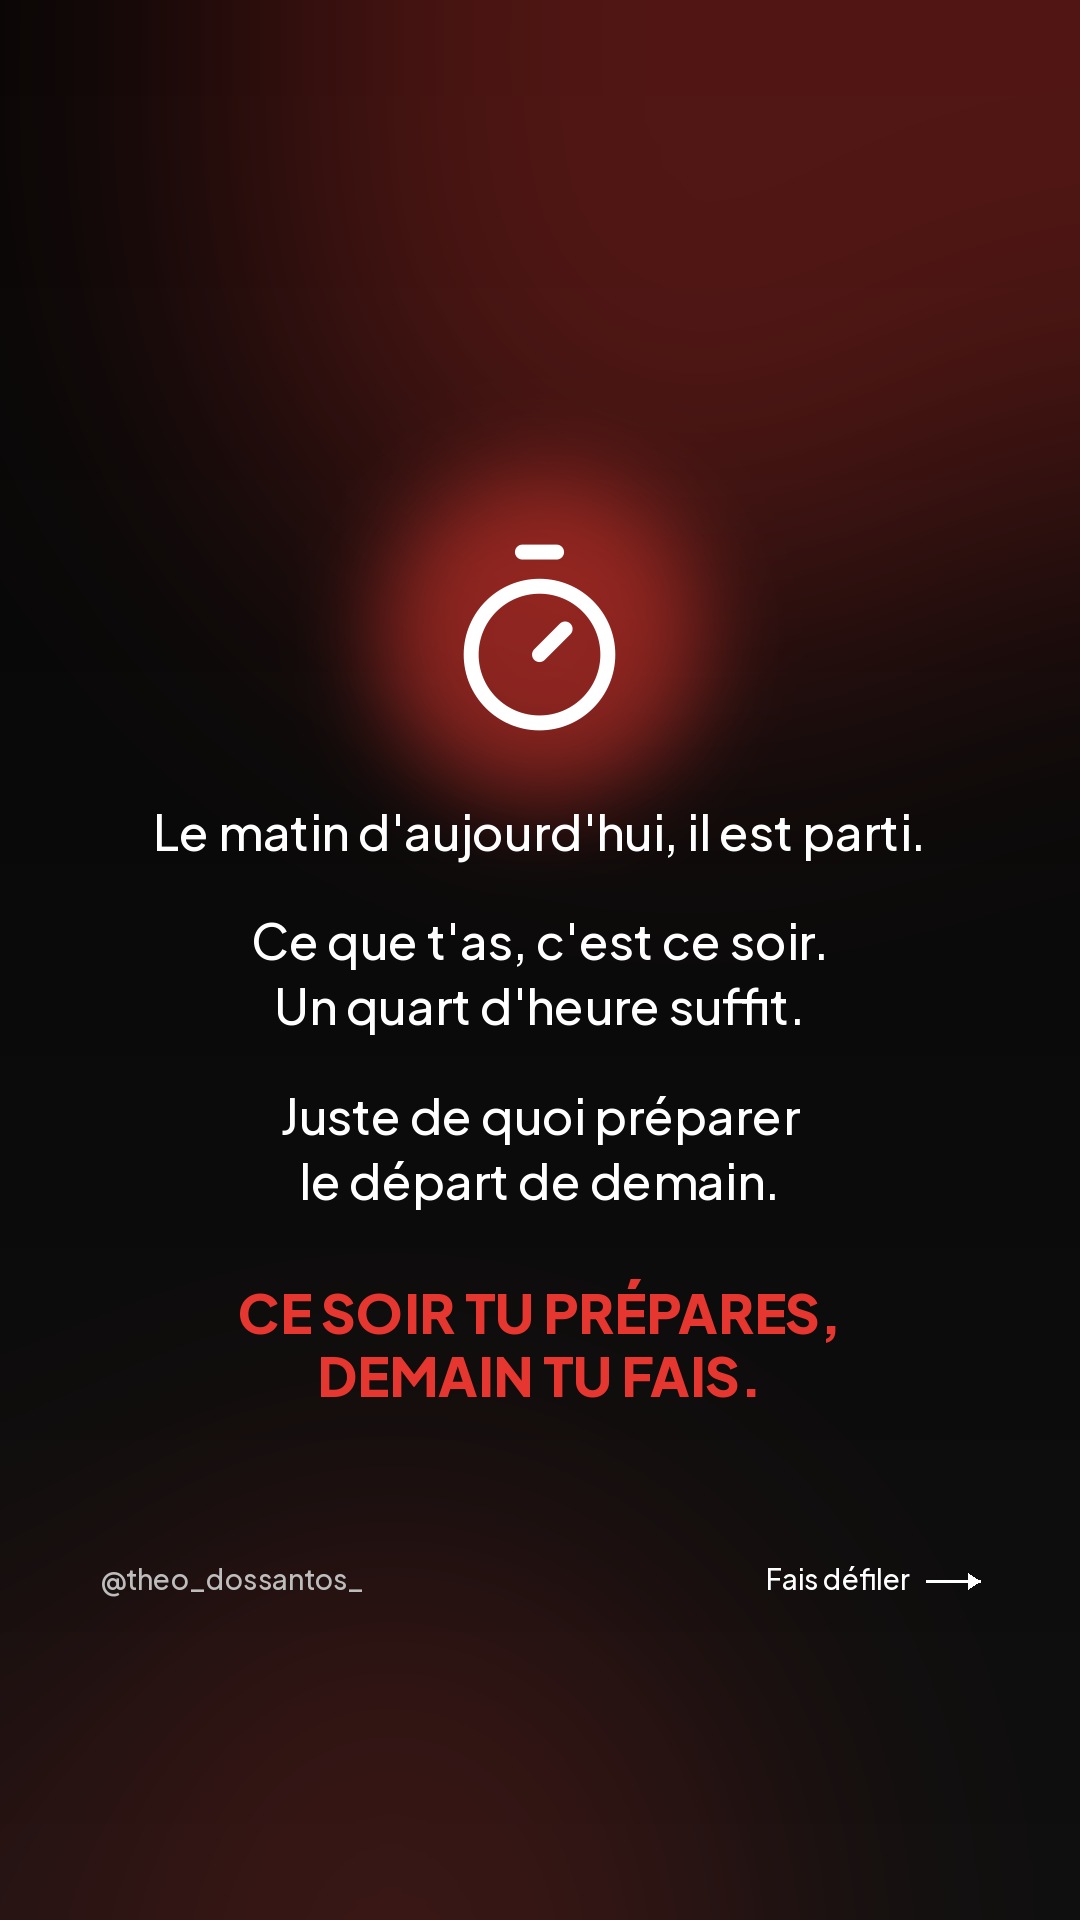 Le matin d'aujourd'hui, il est parti.
Ce que t'as, c'est ce soir.
Un quart d'heure suffit.
Juste de quoi préparer
le départ de demain.
CE SOIR TU PRÉPARES,
DEMAIN TU FAIS.
@theo_dossantos_
Fais défiler